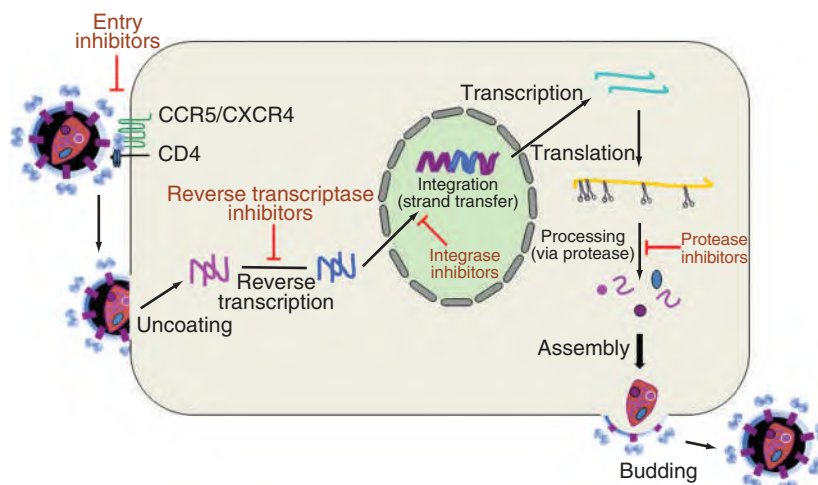 Entry
inhibitors
CCR5/CXCR4
CD4
Reverse transcriptase
inhibitors
Reverse
transcription
Uncoating
Integration
(strand transfer)
Integrase
inhibitors
Transcription
Translation
Processing
(via protease)
Protease
inhibitors
Assembly
Budding